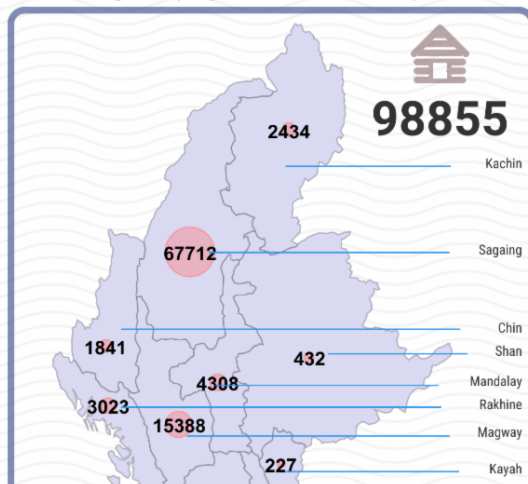 98855
2434
Kachin
67712
Sagaing
Chin
1841
Shan
432
Mandalay
4308
Rakhine
3023
15388
Magway
227
Kayah